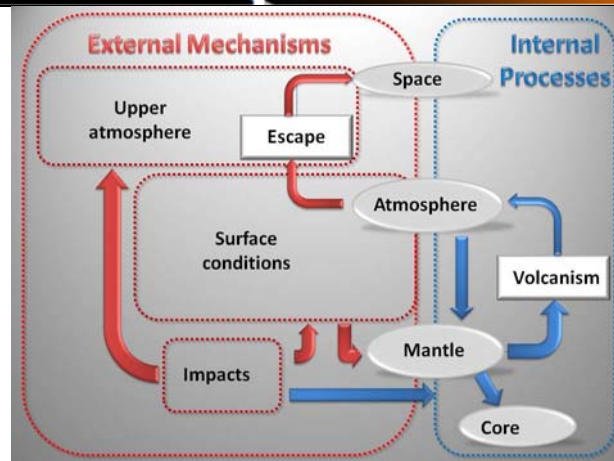 External Mechanisms
Internal
Processes
Space
Upper
atmosphere
Escape
Atmosphere
Surface
conditions
Volcanism
Mantle
Impacts
Core